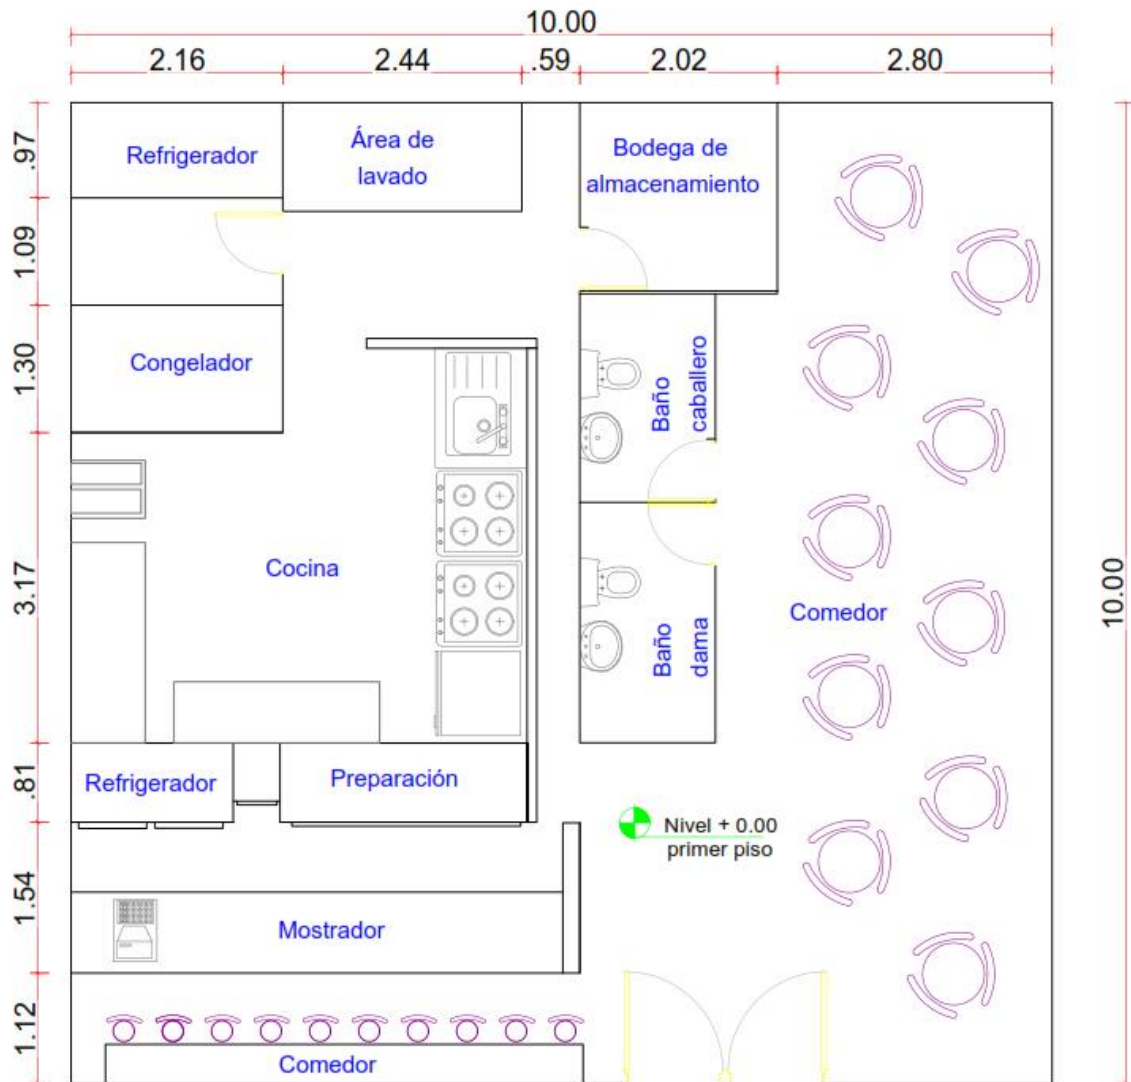 10.00
2.16
2.44
.59
2.02
2.80
.97
1.09
1.30
3.17
.81
1.54
1.12
10.00
Refrigerador
Área de
lavado
Bodega de
almacenamiento
Congelador
Baño
caballero
Cocina
Baño
dama
Comedor
Refrigerador
Preparación
Nivel + 0.00
primer piso
Mostrador
Comedor